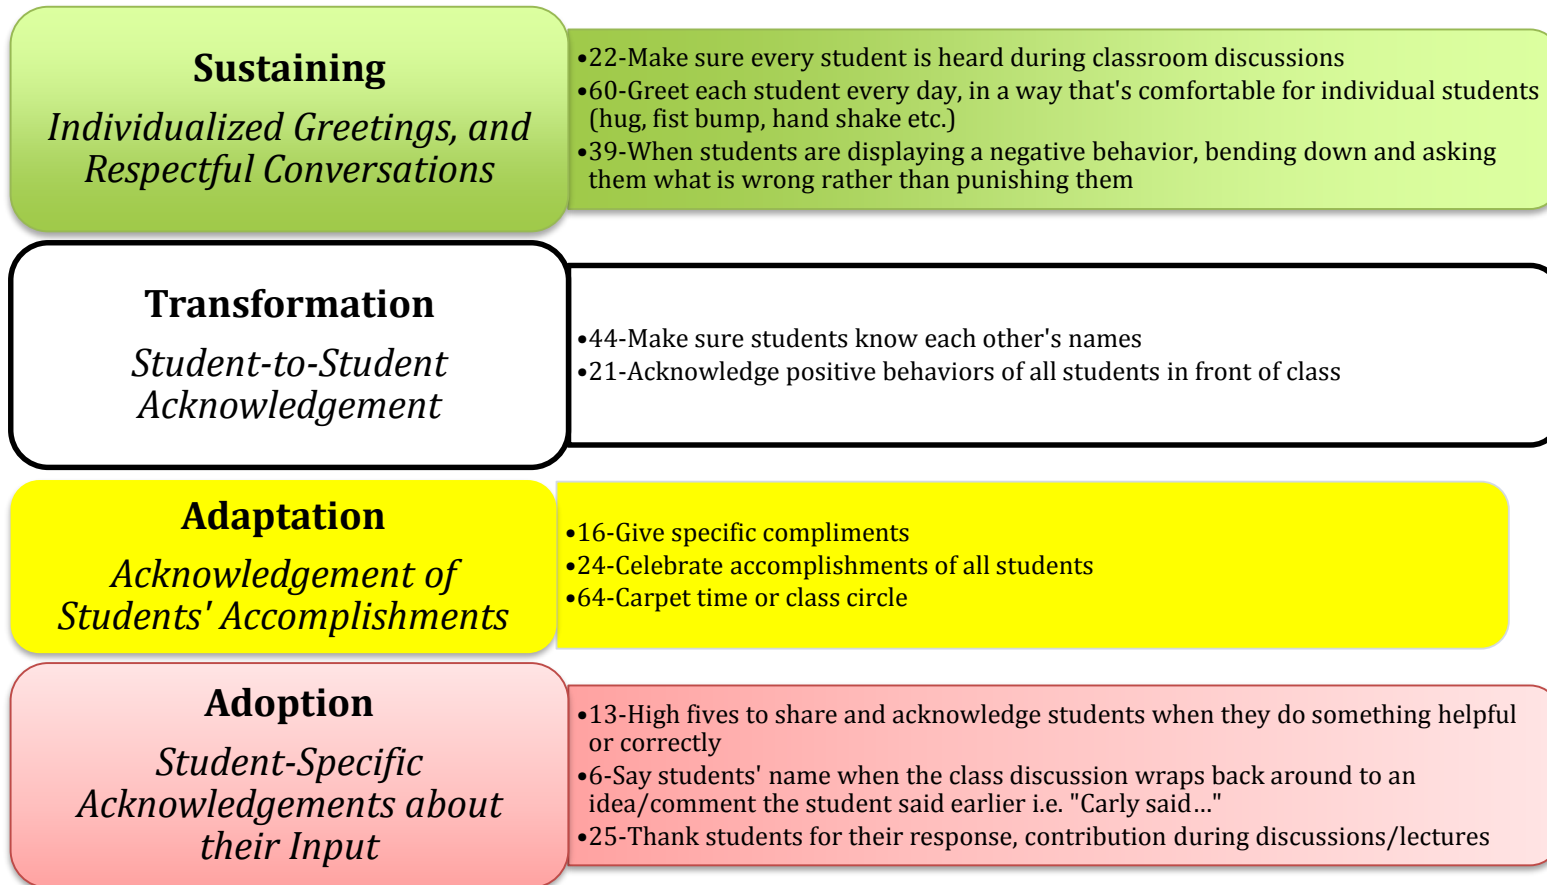 Sustaining
Individualized Greetings, and
Respectful Conversations
•22-Make sure every student is heard during classroom discussions
•60-Greet each student every day, in a way that's comfortable for individual students
(hug, fist bump, hand shake etc.)
•39-When students are displaying a negative behavior, bending down and asking
them what is wrong rather than punishing them
Transformation
Student-to-Student
Acknowledgement
•44-Make sure students know each other's names
•21-Acknowledge positive behaviors of all students in front of class
Adaptation
Acknowledgement of
Students' Accomplishments
•16-Give specific compliments
•24-Celebrate accomplishments of all students
•64-Carpet time or class circle
Adoption
Student-Specific
Acknowledgements about
their Input
•13-High fives to share and acknowledge students when they do something helpful
or correctly
•6-Say students' name when the class discussion wraps back around to an
idea/comment the student said earlier i.e. "Carly said…"
•25-Thank students for their response, contribution during discussions/lectures